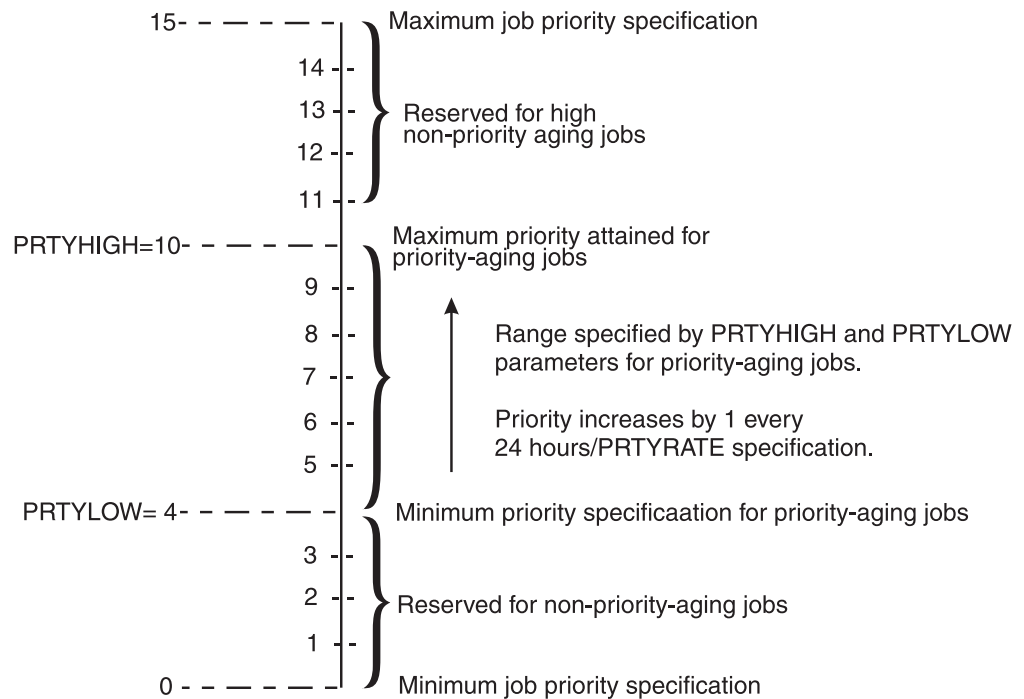 15 Maximum job priority specification
14
13 Reserved for high
non-priority aging jobs
12
11
PRTYHIGH=10 Maximum priority attained for
priority-aging jobs
9
8 Range specified by PRTYHIGH and PRTYLOW
parameters for priority-aging jobs.
7
6 Priority increases by 1 every
24 hours/PRTYRATE specification.
5
PRTYLOW= 4 Minimum priority specificaation for priority-aging jobs
3
2 Reserved for non-priority-aging jobs
1
0 Minimum job priority specification